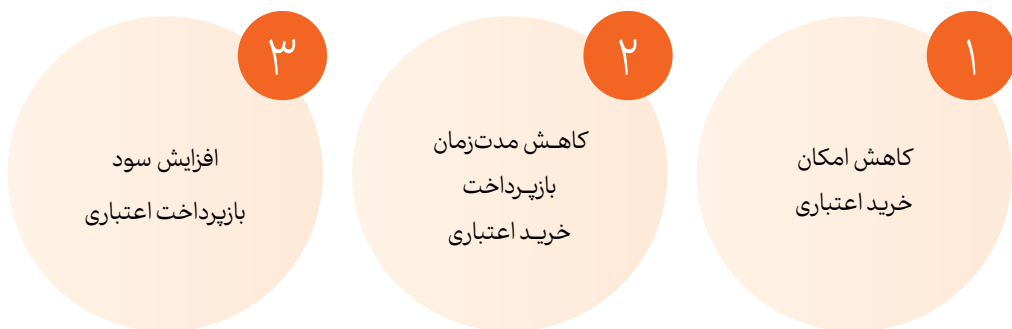 ۱
کاهش امکان
خرید اعتباری
۲
کاهـش مدت‌زمان
بازپـرداخت
خریـد اعتباری
۳
افزایش سود
بازپرداخت اعتباری